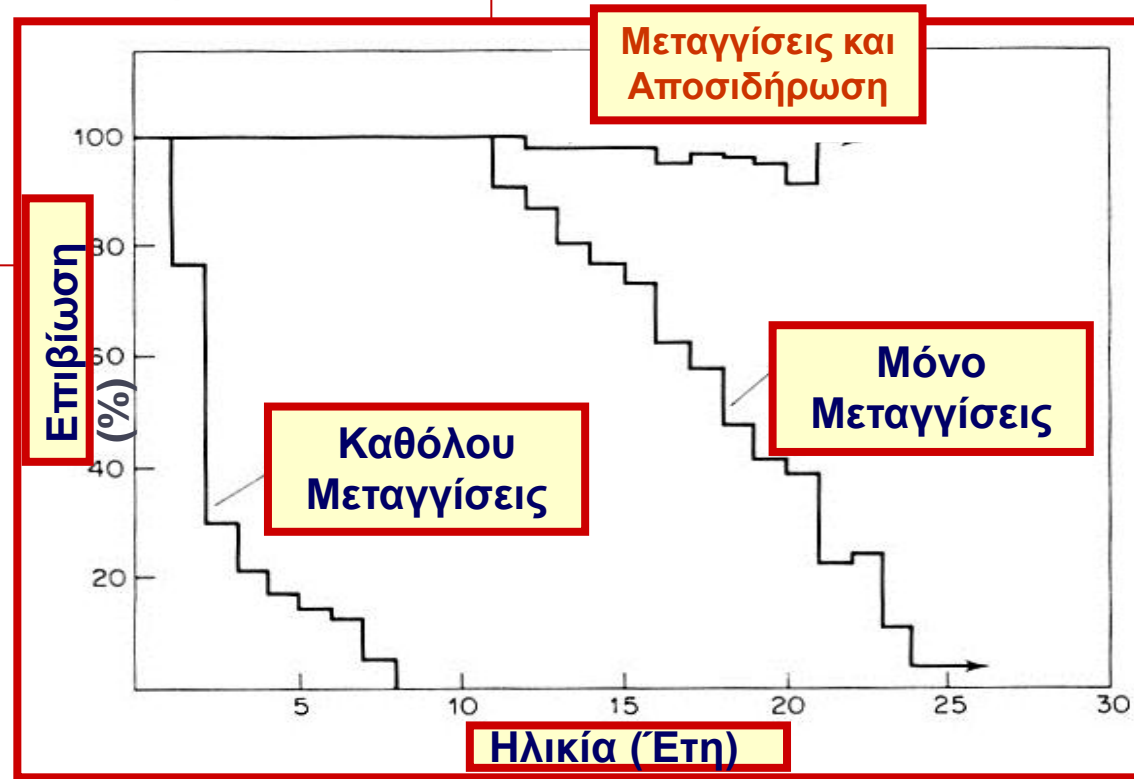 Μεταγγίσεις και
Αποσιδήρωση
100
80
60
40
20
Επιβίωση
(%)
Καθόλου
Μεταγγίσεις
Μόνο
Μεταγγίσεις
5 10 15 20 25 30
Ηλικία (Έτη)